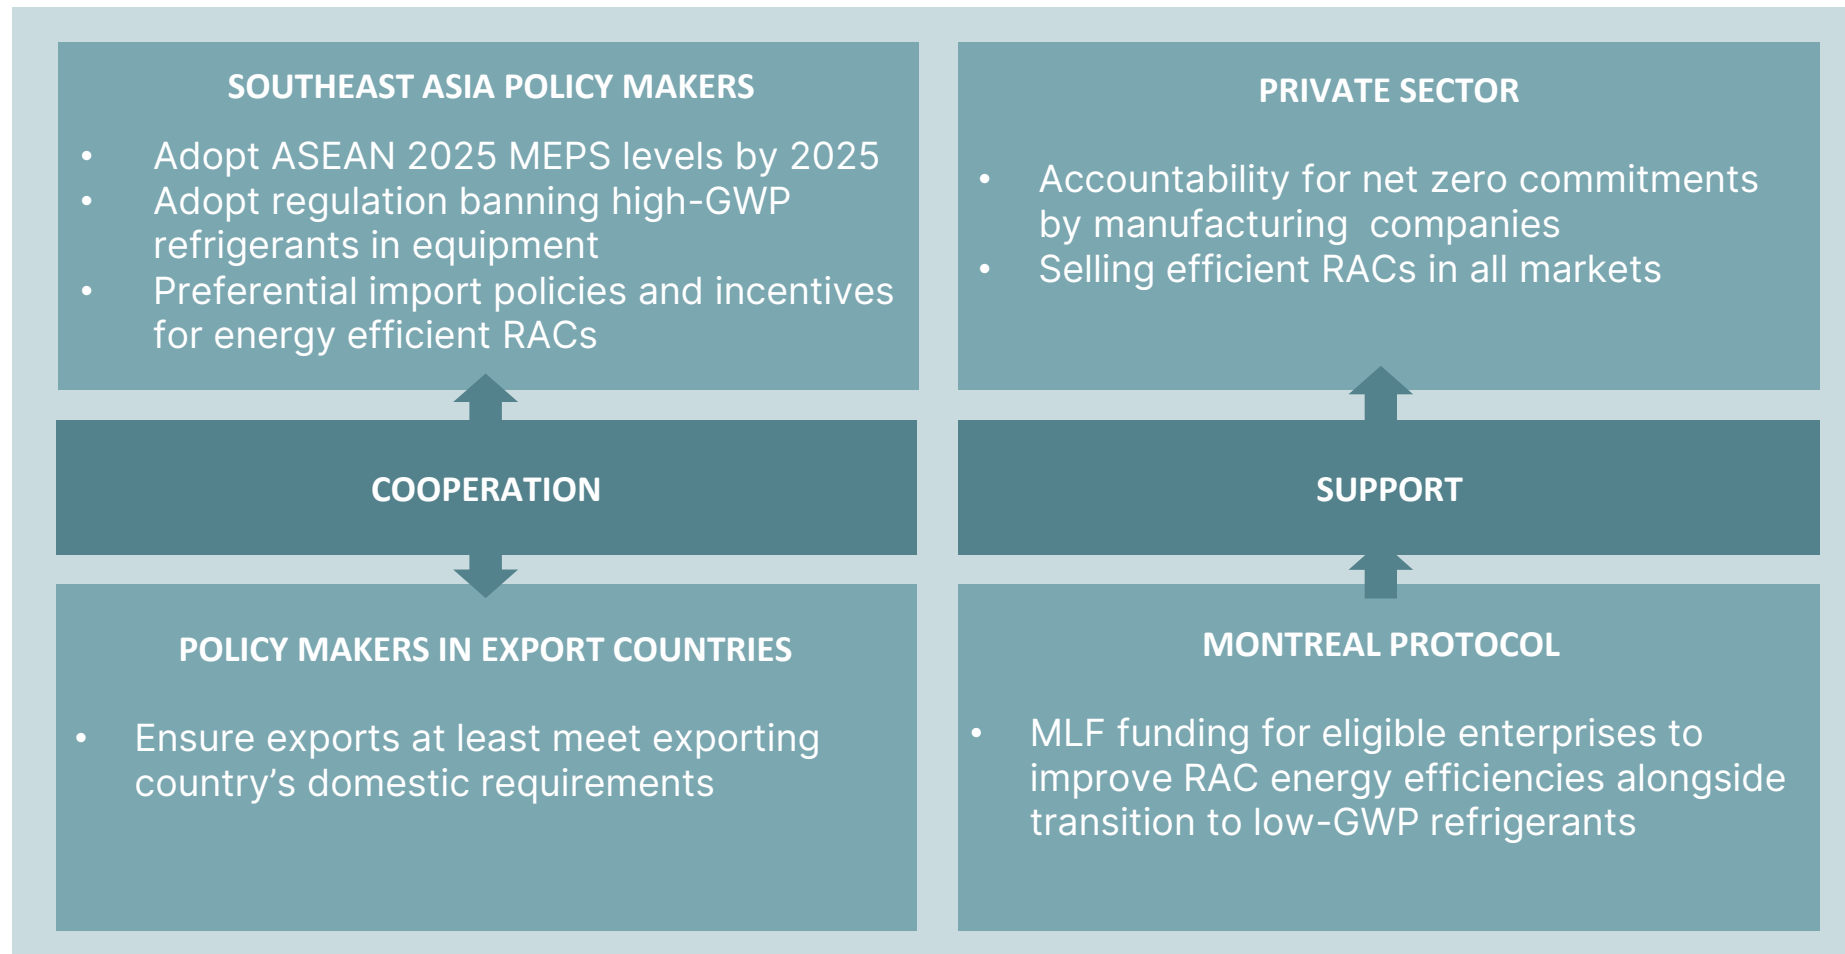 SOUTHEAST ASIA POLICY MAKERS
• Adopt ASEAN 2025 MEPS levels by 2025
• Adopt regulation banning high-GWP
refrigerants in equipment
• Preferential import policies and incentives
for energy efficient RACs
PRIVATE SECTOR
• Accountability for net zero commitments
by manufacturing  companies
• Selling efficient RACs in all markets
COOPERATION
SUPPORT
POLICY MAKERS IN EXPORT COUNTRIES
• Ensure exports at least meet exporting
country’s domestic requirements
MONTREAL PROTOCOL
• MLF funding for eligible enterprises to
improve RAC energy efficiencies alongside
transition to low-GWP refrigerants